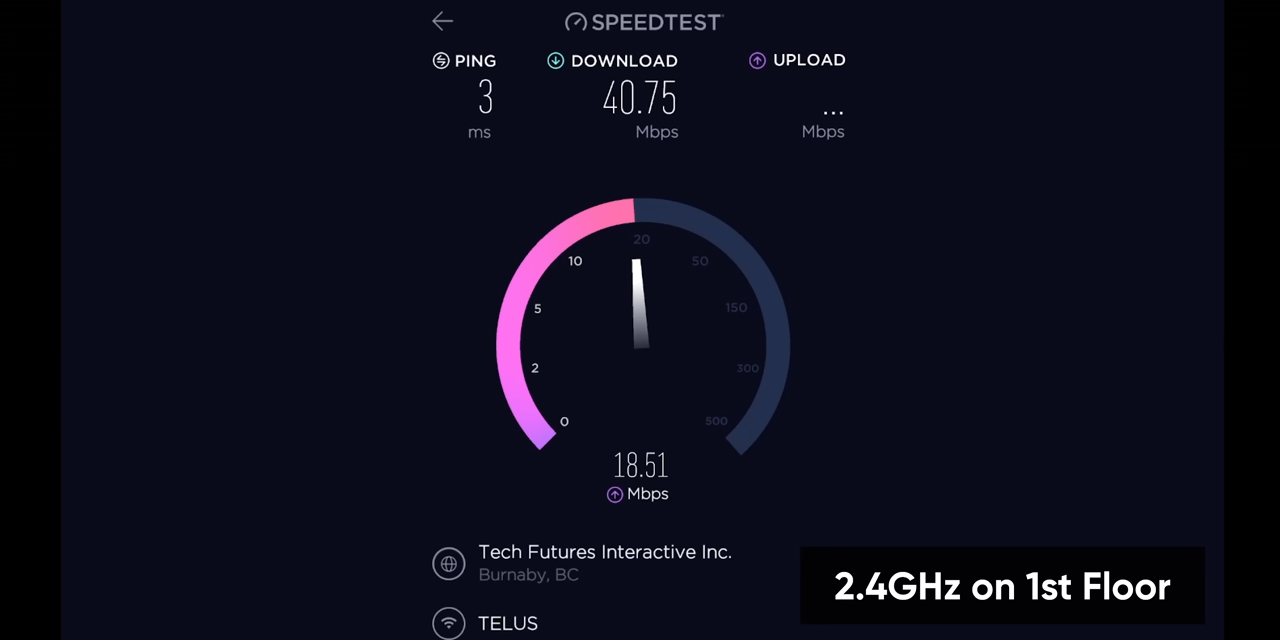 SPEEDTEST
PING
DOWNLOAD
UPLOAD
3
40.75
...
ms
Mbps
Mbps
20
10
50
5
150
2
300
0
500
18.51
Mbps
Tech Futures Interactive Inc.
Burnaby, BC
2.4GHz on 1st Floor
TELUS